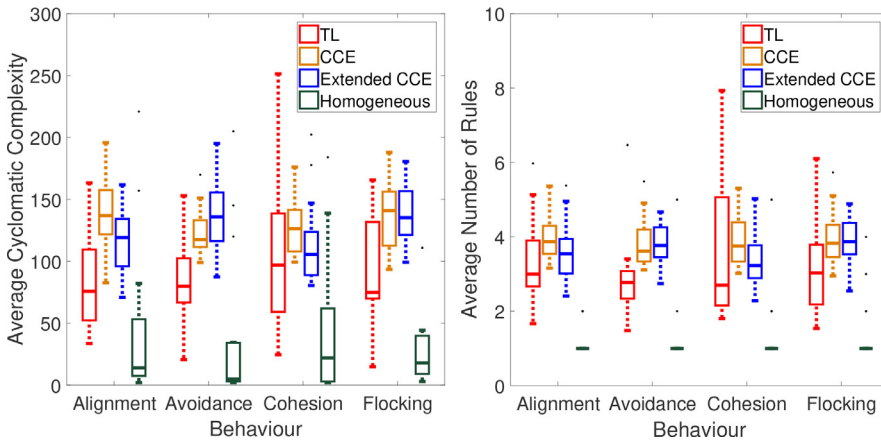 300
250
200
150
100
50
0
Average Cyclomatic Complexity
TL
CCE
Extended CCE
Homogeneous
Alignment Avoidance Cohesion Flocking
Behaviour
10
8
6
4
2
0
Average Number of Rules
TL
CCE
Extended CCE
Homogeneous
Alignment Avoidance Cohesion Flocking
Behaviour